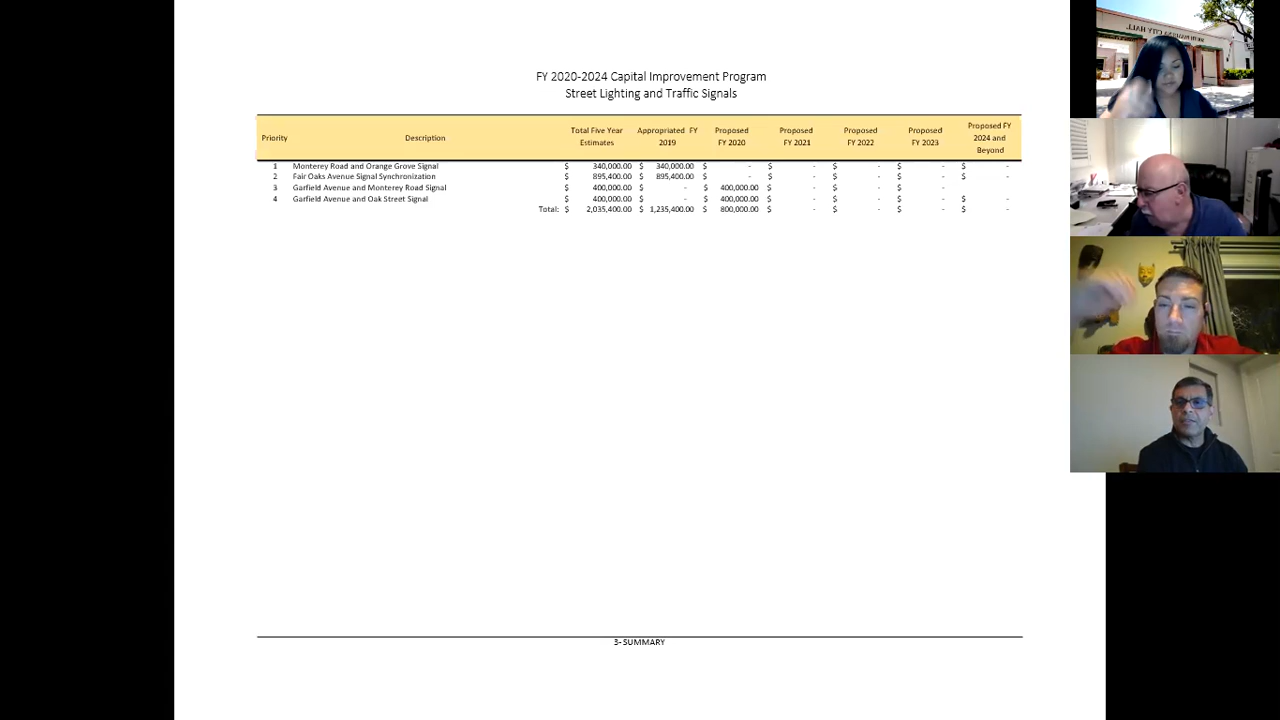 FY 2020-2024 Capital Improvement Program
Street Lighting and Traffic Signals
Priority Description Total Five Year Estimates Appropriated FY 2019 Proposed FY 2020 Proposed FY 2021 Proposed FY 2022 Proposed FY 2023 Proposed FY 2024 and Beyond
1 Monterey Road and Orange Grove Signal $ 340,000.00 $ 340,000.00 $ - $ - $ - $ - $ -
2 Fair Oaks Avenue Signal Synchronization $ 895,400.00 $ 895,400.00 $ - $ - $ - $ - $ -
3 Garfield Avenue and Monterey Road Signal $ 400,000.00 $ - $ 400,000.00 $ - $ - $ -
4 Garfield Avenue and Oak Street Signal $ 400,000.00 $ - $ 400,000.00 $ - $ - $ - $ -
Total: $ 2,035,400.00 $ 1,235,400.00 $ 800,000.00 $ - $ - $ - $ -
3- SUMMARY